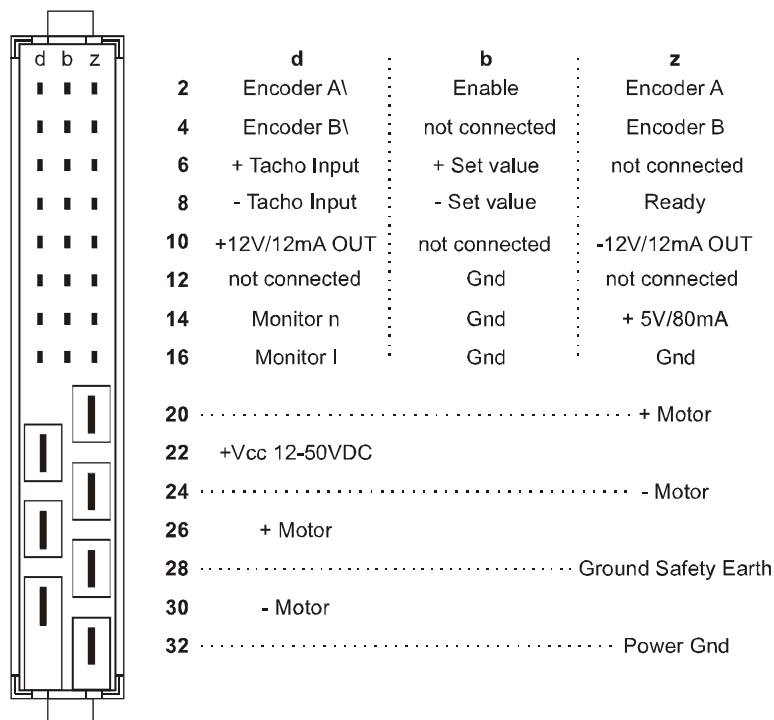 d b z
d b z
2 Encoder A\ Enable Encoder A
4 Encoder B\ not connected Encoder B
6 + Tacho Input + Set value not connected
8 - Tacho Input - Set value Ready
10 +12V/12mA OUT not connected -12V/12mA OUT
12 not connected Gnd not connected
14 Monitor n Gnd + 5V/80mA
16 Monitor I Gnd Gnd
20 + Motor
22 +Vcc 12-50VDC
24 - Motor
26 + Motor
28 Ground Safety Earth
30 - Motor
32 Power Gnd